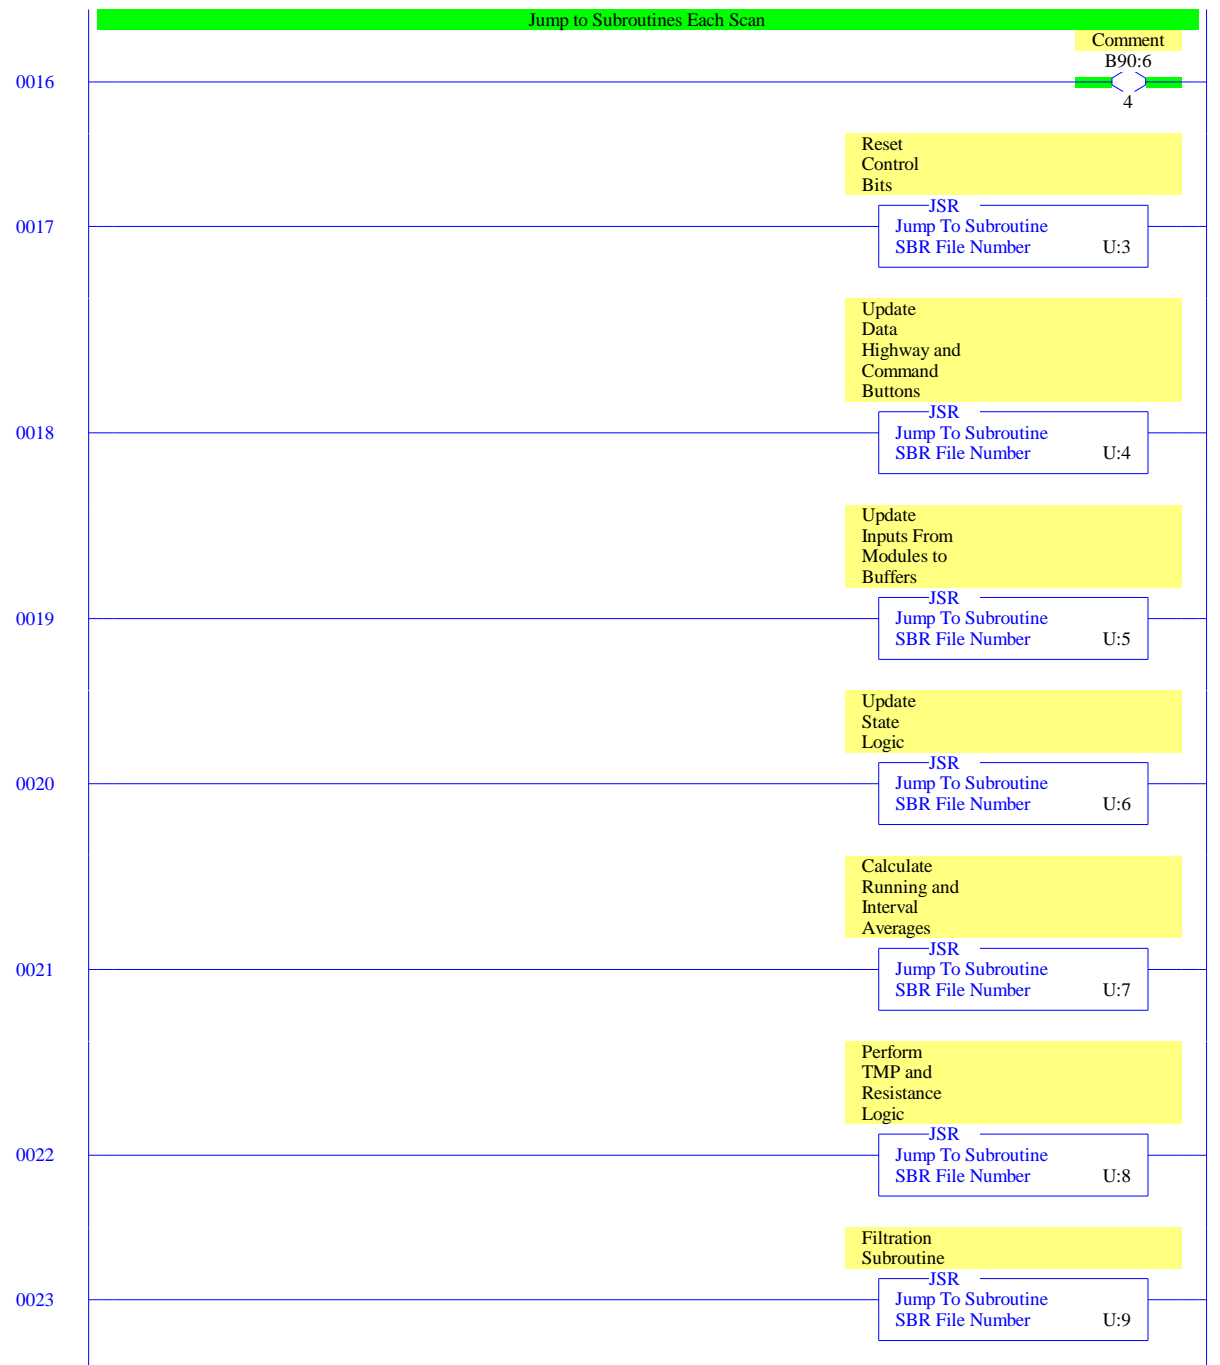 Jump to Subroutines Each Scan
Comment
B90:6
0016
4
Reset
Control
Bits
JSR
0017
Jump To Subroutine
SBR File Number U:3
Update
Data
Highway and
Command
Buttons
JSR
0018
Jump To Subroutine
SBR File Number U:4
Update
Inputs From
Modules to
Buffers
JSR
0019
Jump To Subroutine
SBR File Number U:5
Update
State
Logic
JSR
0020
Jump To Subroutine
SBR File Number U:6
Calculate
Running and
Interval
Averages
JSR
0021
Jump To Subroutine
SBR File Number U:7
Perform
TMP and
Resistance
Logic
JSR
0022
Jump To Subroutine
SBR File Number U:8
Filtration
Subroutine
JSR
0023
Jump To Subroutine
SBR File Number U:9